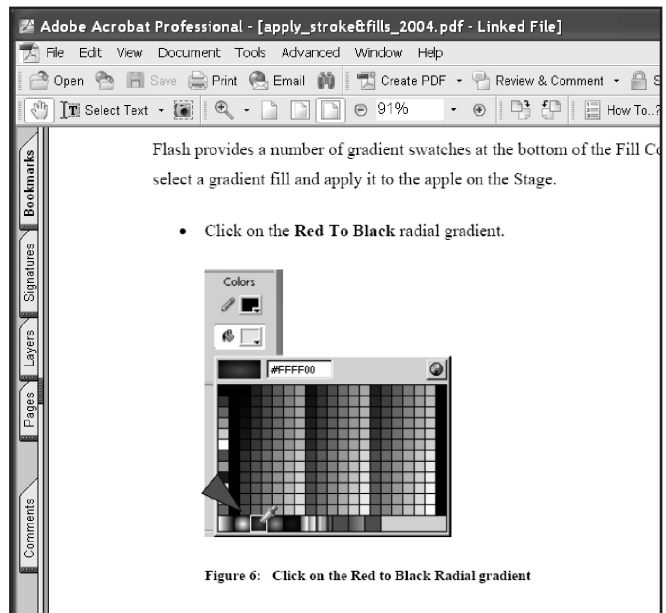 Adobe Acrobat Professional - [apply_stroke&fills_2004.pdf - Linked File]
File Edit View Document Tools Advanced Window Help
Open Save Print Email Create PDF Review & Comment S
Select Text 91% How To..?
Bookmarks
Signatures
Layers
Pages
Comments
Flash provides a number of gradient swatches at the bottom of the Fill Co
select a gradient fill and apply it to the apple on the Stage.
• Click on the Red To Black radial gradient.
Colors
#FFFF00
Figure 6: Click on the Red to Black Radial gradient